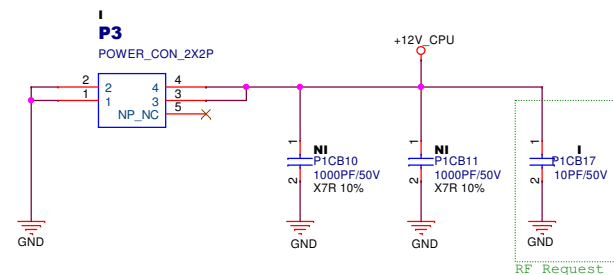 I
P3
POWER_CON_2X2P
+12V_CPU
2 2 4 4
1 1 3 3
NP_NC 5
1 1 1
NI NI I
P1CB10 P1CB11 P1CB17
1000PF/50V 1000PF/50V 10PF/50V
X7R 10% X7R 10%
2 2 2
GND GND GND GND
RF Request